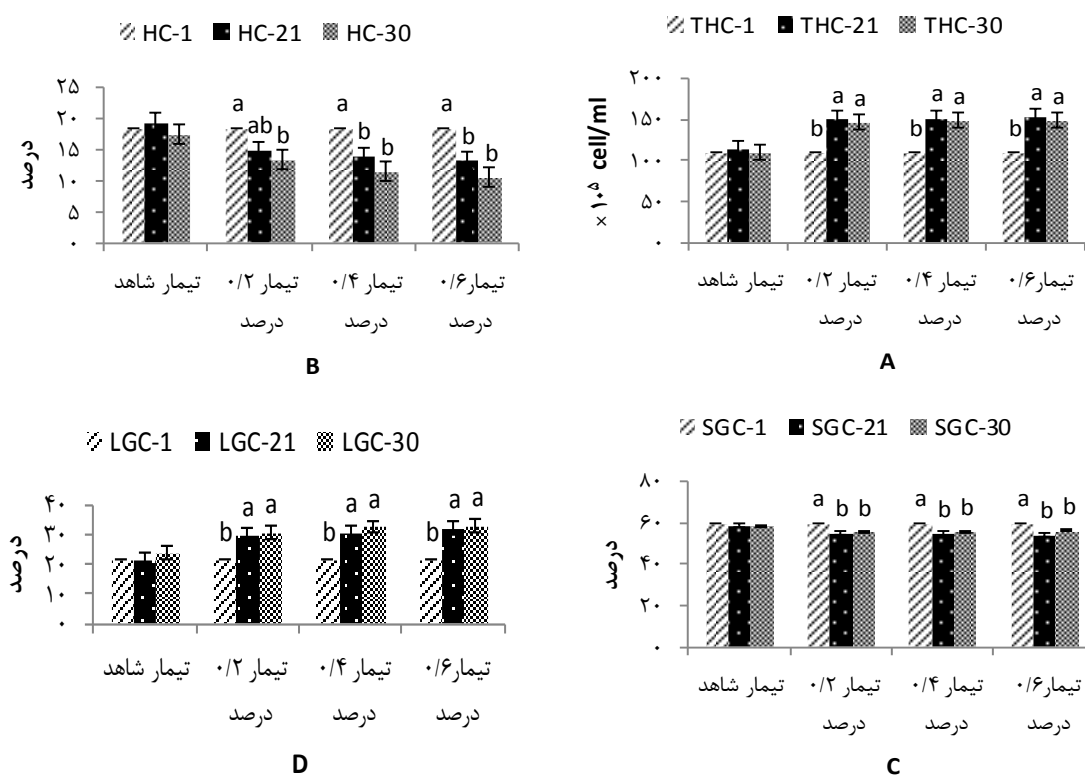 HC-1 HC-21 HC-30
درصد
۲۵
۲۰
۱۵
۱۰
۵
۰
a ab b a b b a b b
تیمار شاهد تیمار ۰/۲ تیمار ۰/۴ تیمار۰/۶
درصد درصد درصد
B
THC-1 THC-21 THC-30
× ۱۰^۵ cell/ml
۲۰۰
۱۵۰
۱۰۰
۵۰
۰
b a a b a a b a a
تیمار شاهد تیمار ۰/۲ تیمار ۰/۴ تیمار۰/۶
درصد درصد درصد
A
LGC-1 LGC-21 LGC-30
درصد
۴۰
۳۰
۲۰
۱۰
۰
b a a b a a b a a
تیمار شاهد تیمار ۰/۲ تیمار ۰/۴ تیمار۰/۶
درصد درصد درصد
D
SGC-1 SGC-21 SGC-30
درصد
۸۰
۶۰
۴۰
۲۰
۰
a b b a b b a b b
تیمار شاهد تیمار ۰/۲ تیمار ۰/۴ تیمار۰/۶
درصد درصد درصد
C